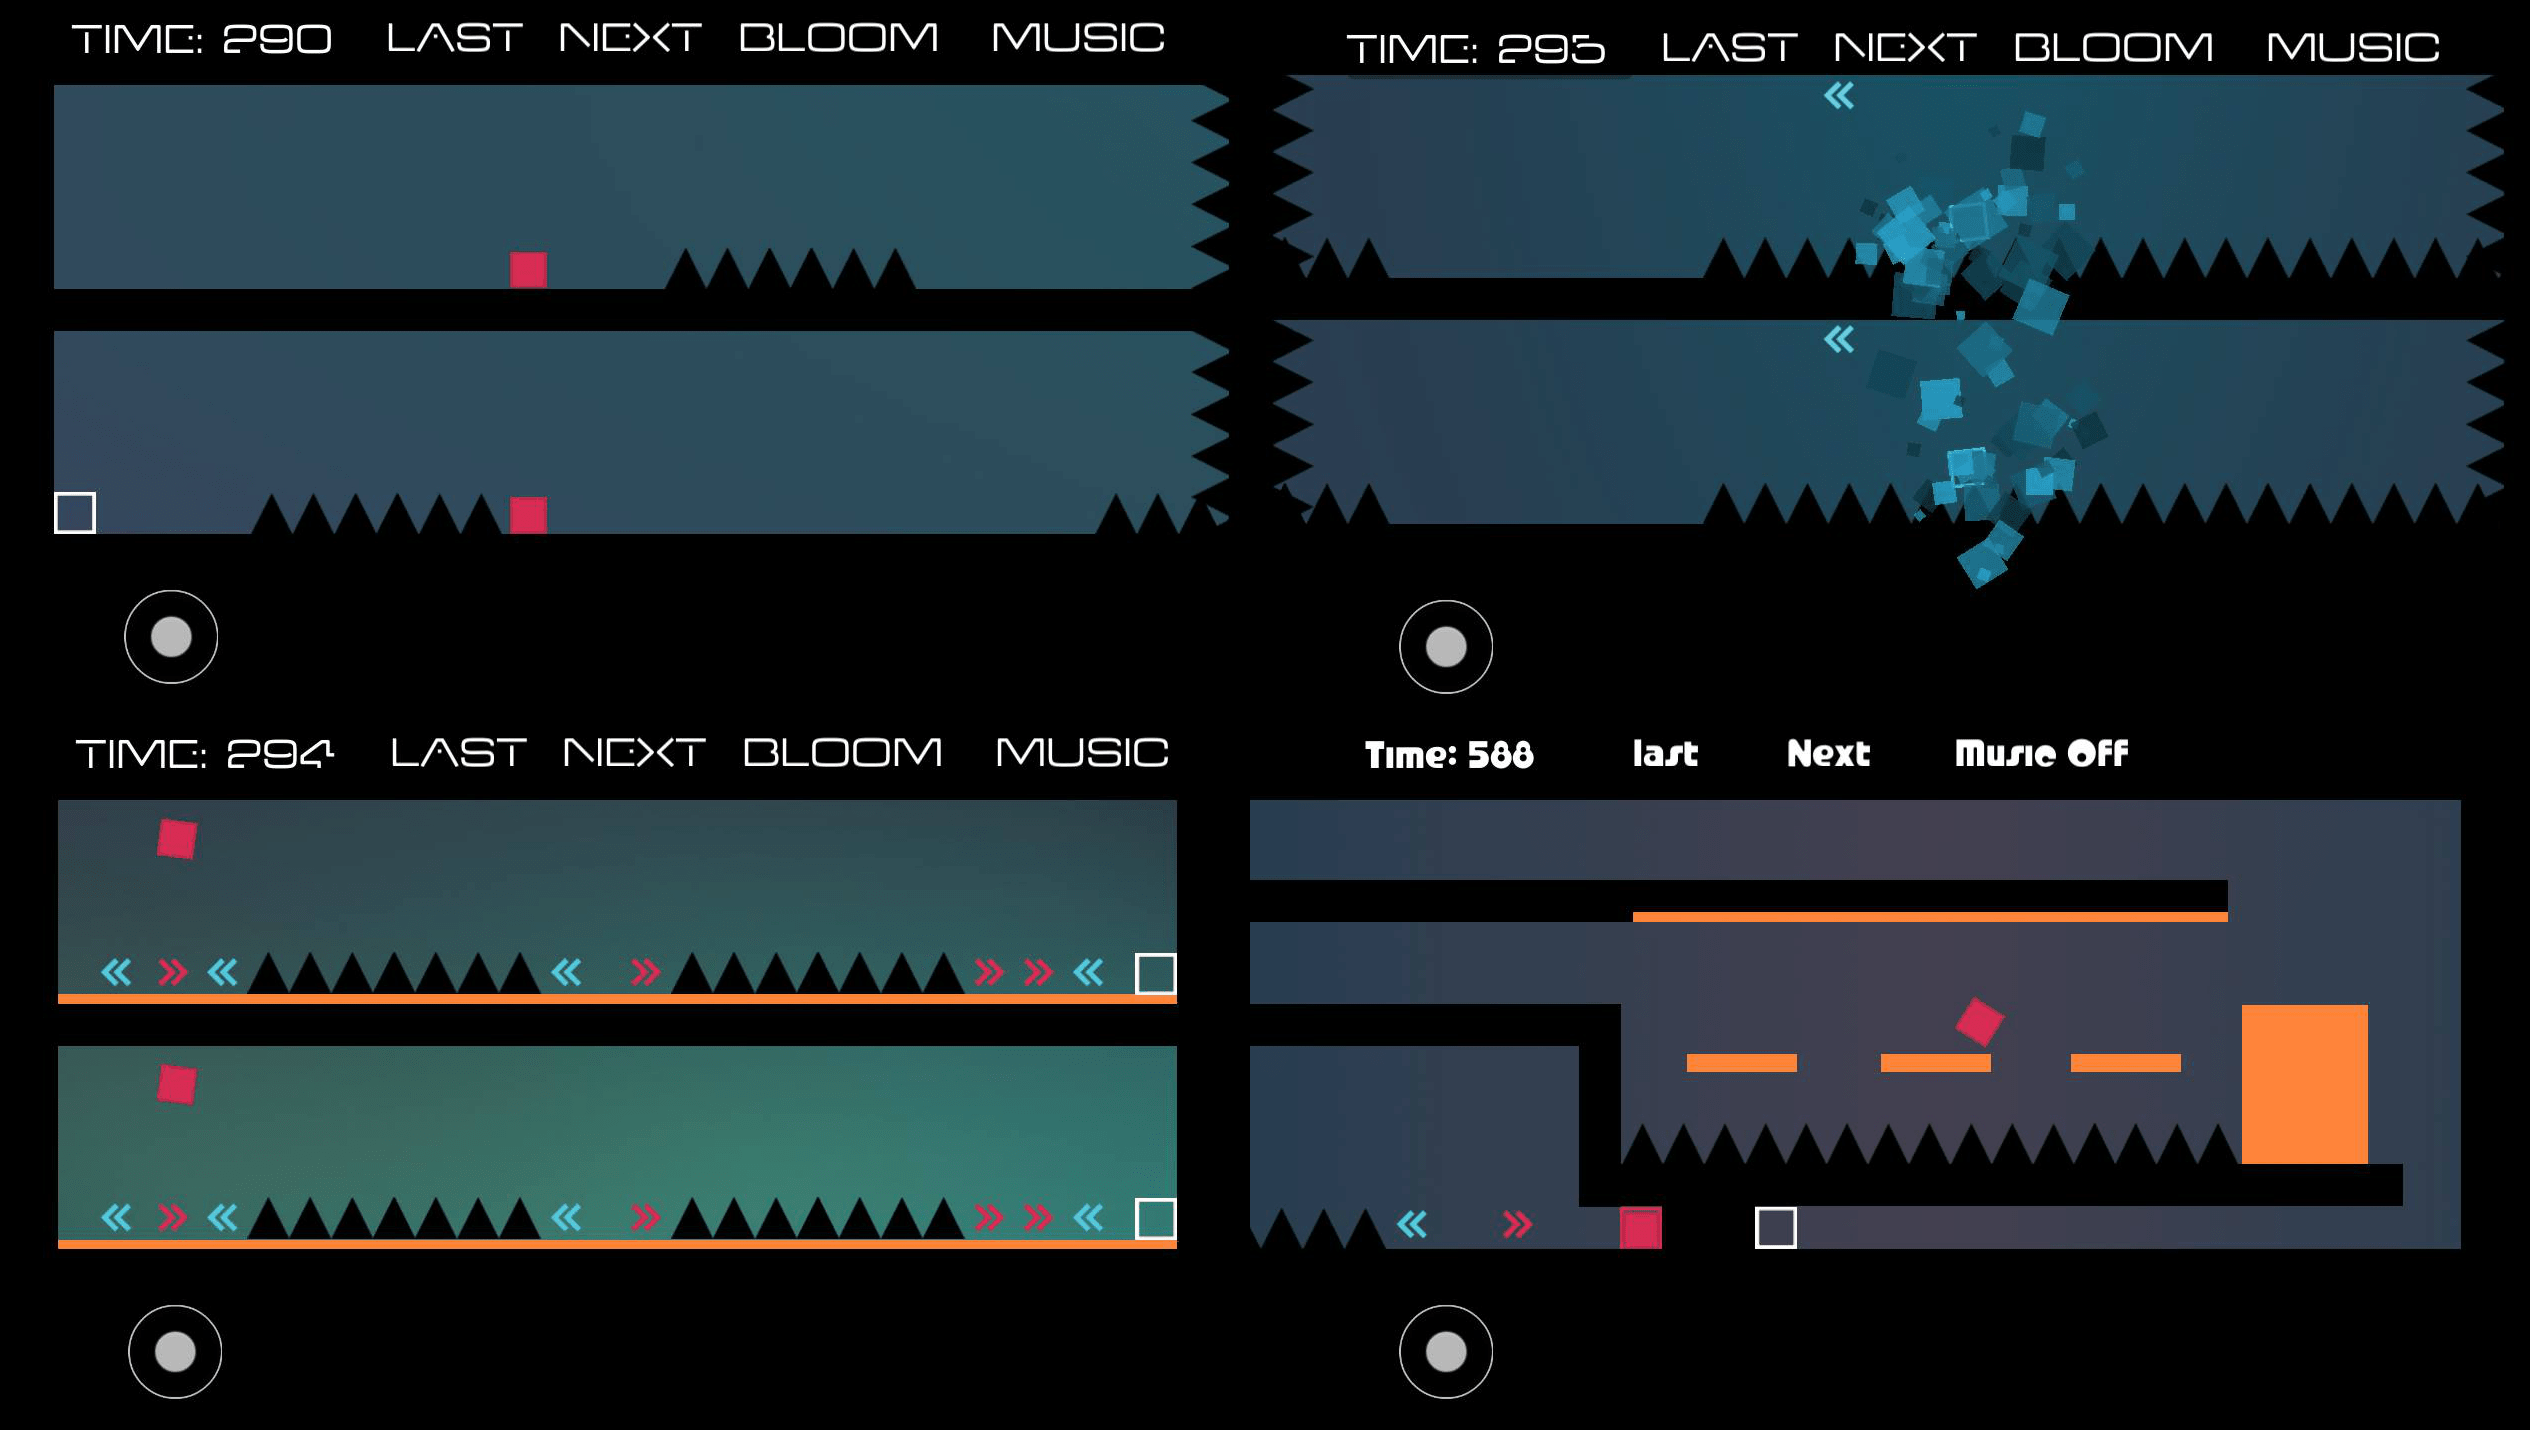 TIME: 290 LAST NEXT BLOOM MUSIC
TIME: 295 LAST NEXT BLOOM MUSIC
TIME: 294 LAST NEXT BLOOM MUSIC
Time: 588 last Next Music Off